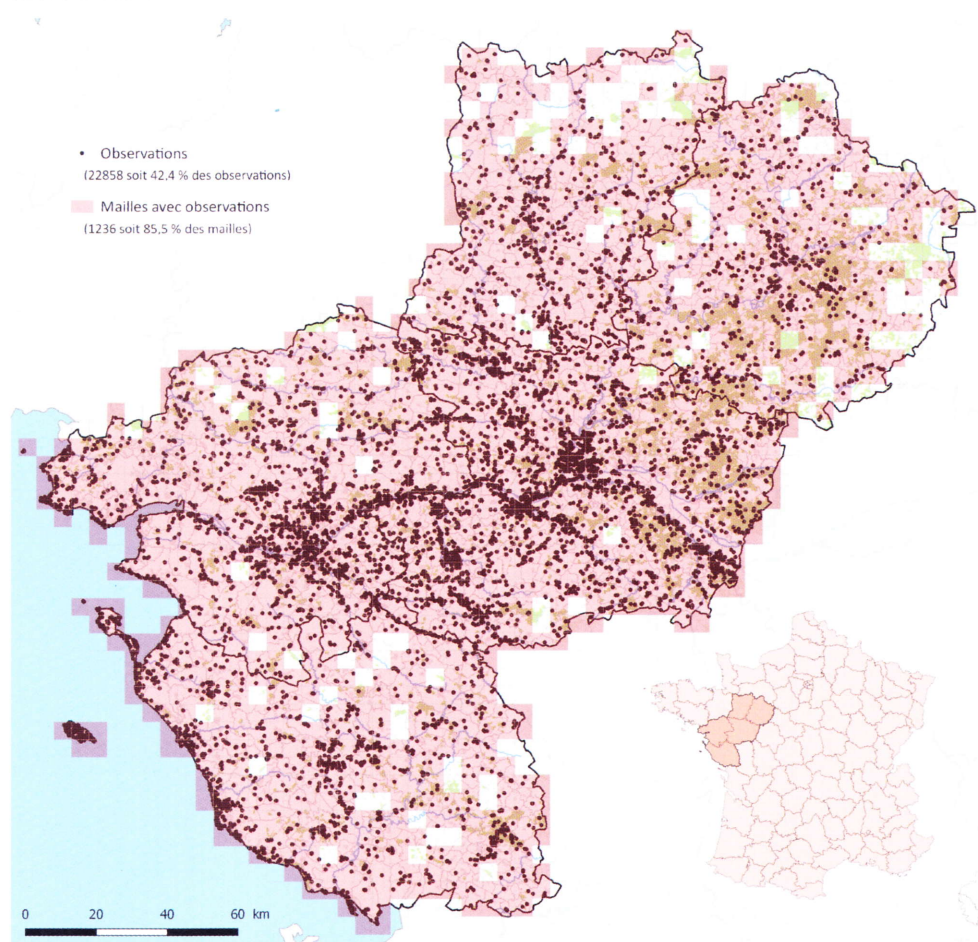 Observations
(22858 soit 42,4 % des observations)
Mailles avec observations
(1236 soit 85,5 % des mailles)
0 20 40 60 km